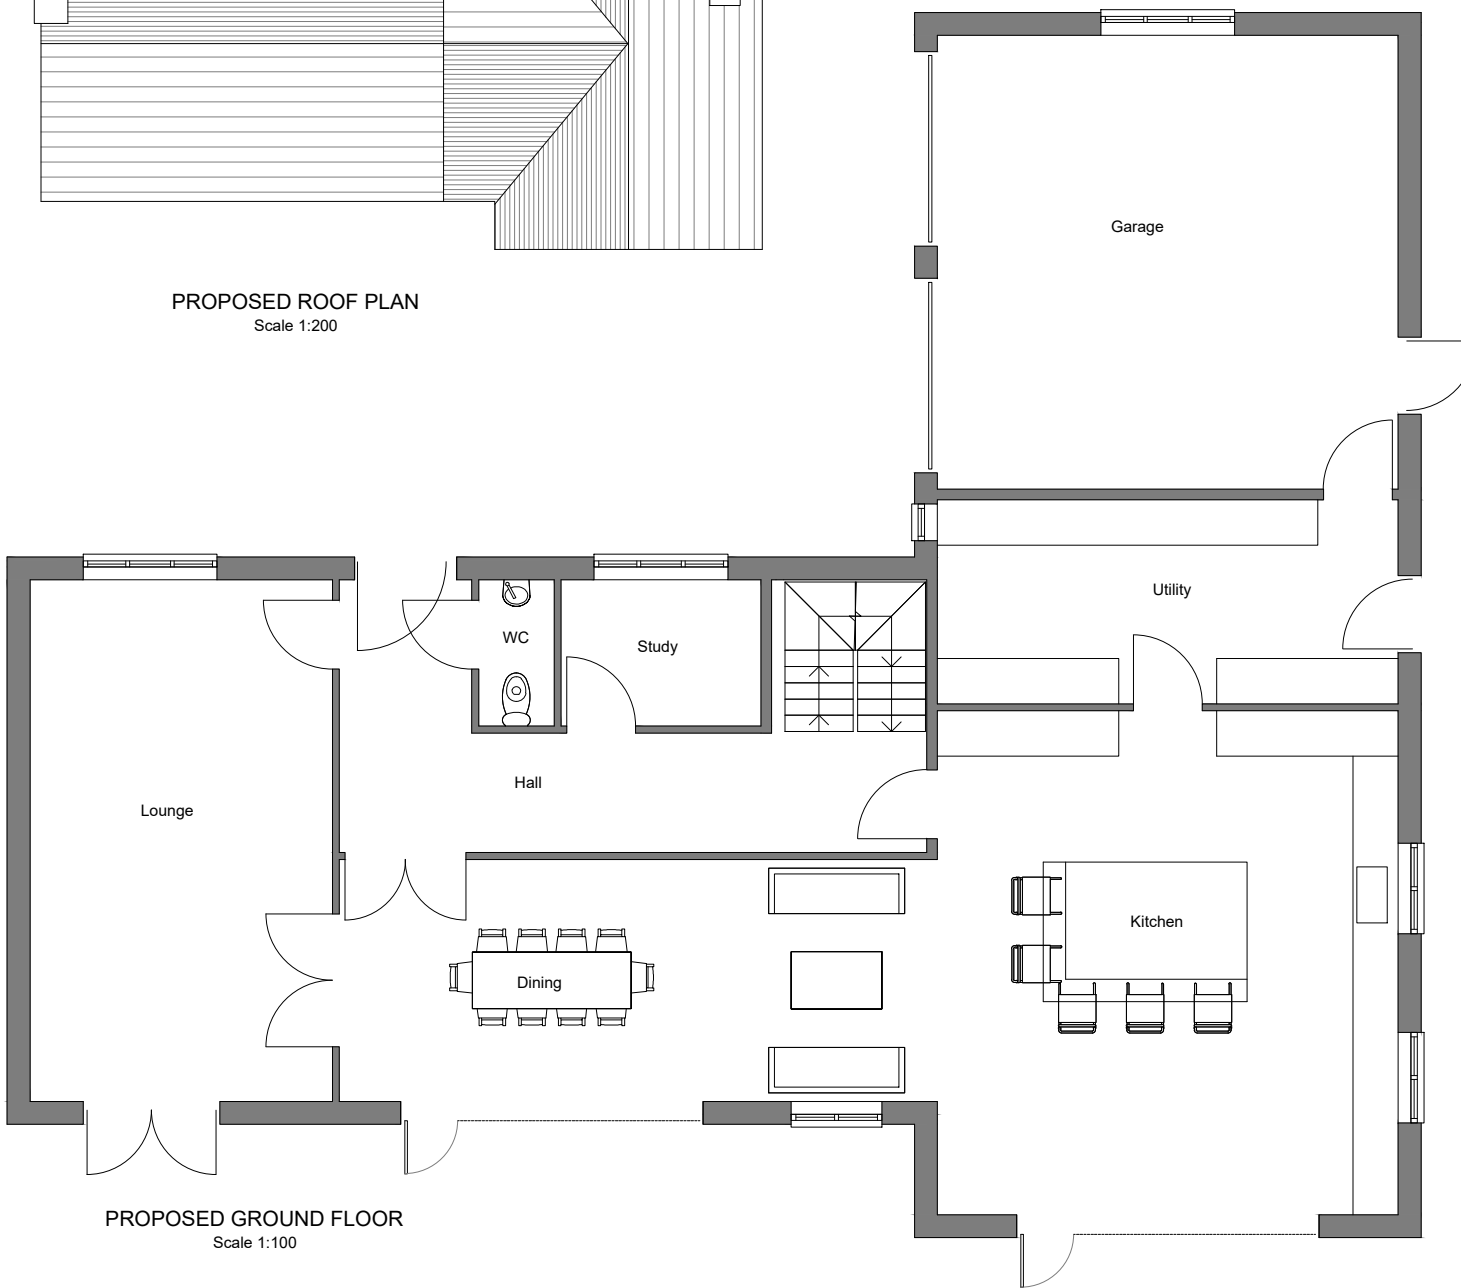 Garage
PROPOSED ROOF PLAN
Scale 1:200
Utility
WC
Study
Hall
Lounge
Kitchen
Dining
PROPOSED GROUND FLOOR
Scale 1:100